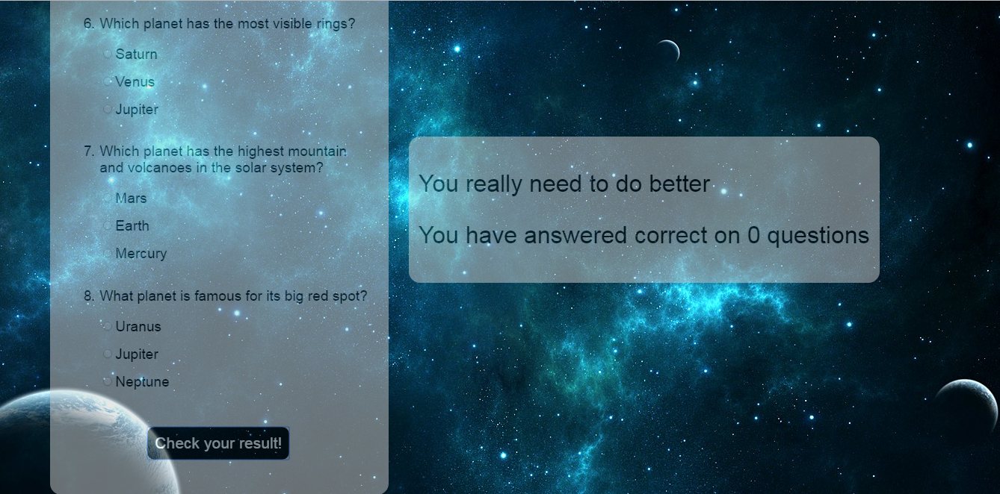 6. Which planet has the most visible rings?
Saturn
Venus
Jupiter
7. Which planet has the highest mountain
and volcanoes in the solar system?
Mars
Earth
Mercury
8. What planet is famous for its big red spot?
Uranus
Jupiter
Neptune
Check your result!
You really need to do better
You have answered correct on 0 questions